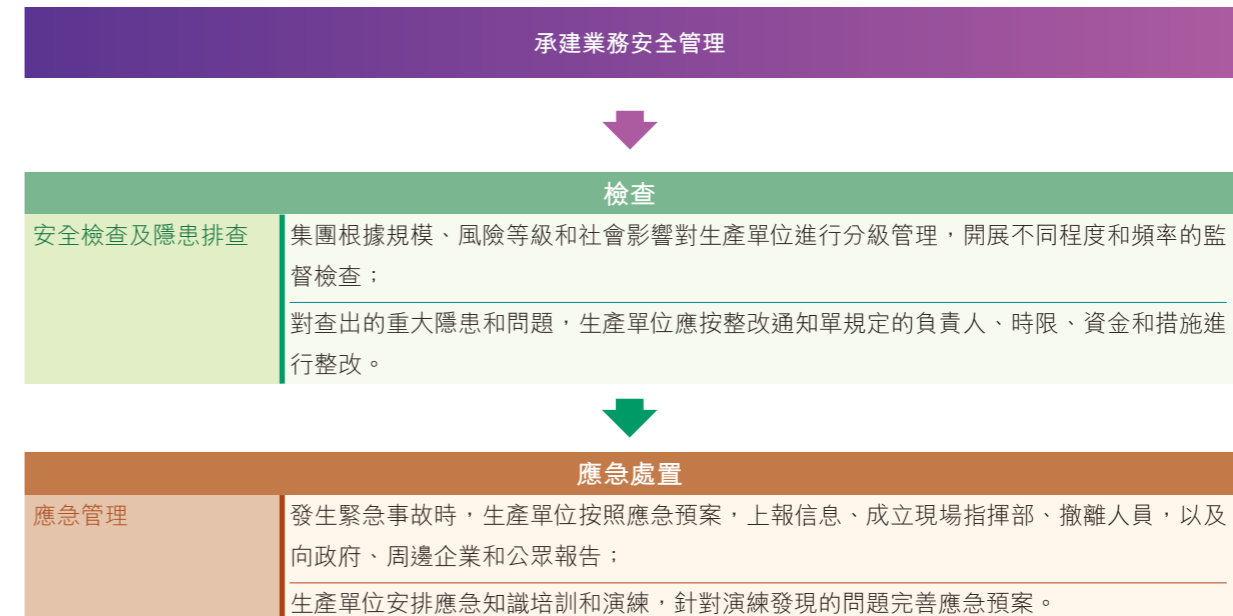 承建業務安全管理
檢查
安全檢查及隱患排查
集團根據規模、風險等級和社會影響對生產單位進行分級管理，開展不同程度和頻率的監
督檢查；
對查出的重大隱患和問題，生產單位應按整改通知單規定的負責人、時限、資金和措施進
行整改。
應急處置
應急管理
發生緊急事故時，生產單位按照應急預案，上報信息、成立現場指揮部、撤離人員，以及
向政府、周邊企業和公眾報告；
生產單位安排應急知識培訓和演練，針對演練發現的問題完善應急預案。